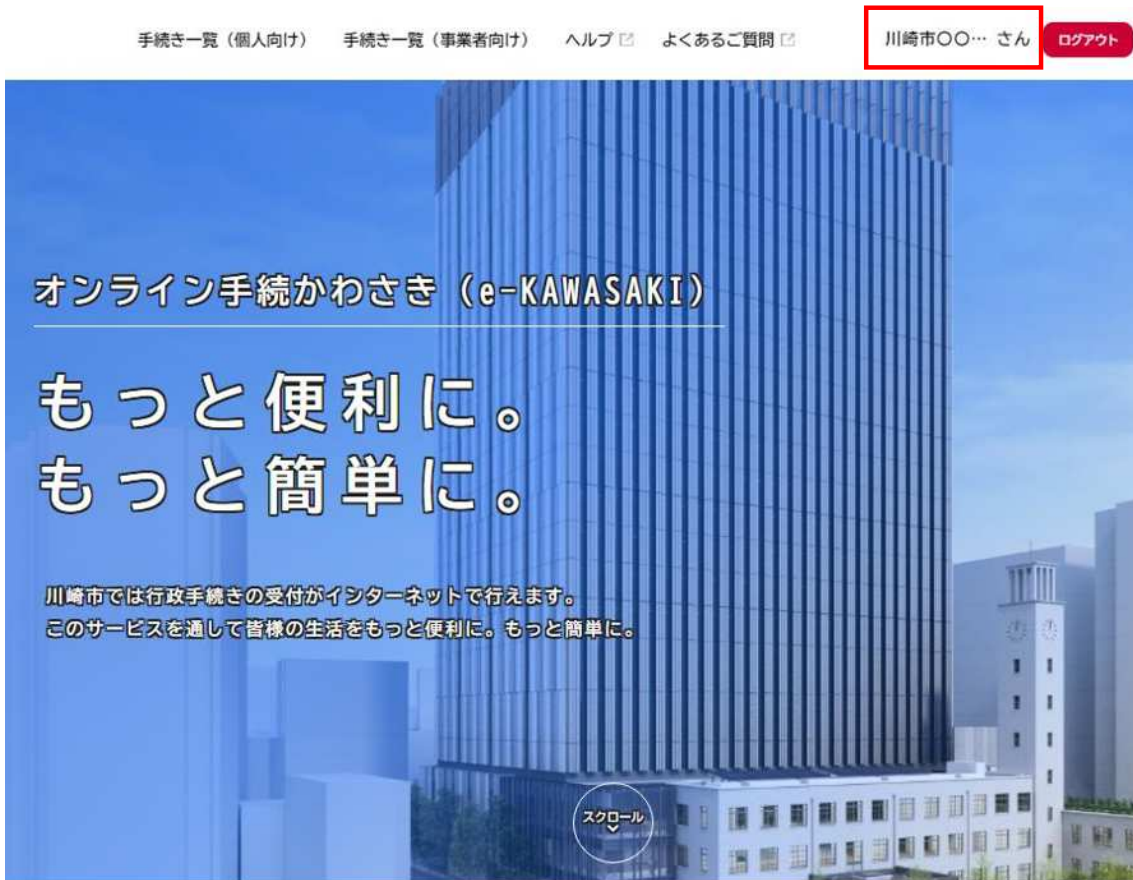 手続き一覧（個人向け） 手続き一覧（事業者向け） ヘルプ よくあるご質問 川崎市〇〇… さん ログアウト
オンライン手続かわさき（e-KAWASAKI）
もっと便利に。
もっと簡単に。
川崎市では行政手続きの受付がインターネットで行えます。
このサービスを通して皆様の生活をもっと便利に。もっと簡単に。
スクロール